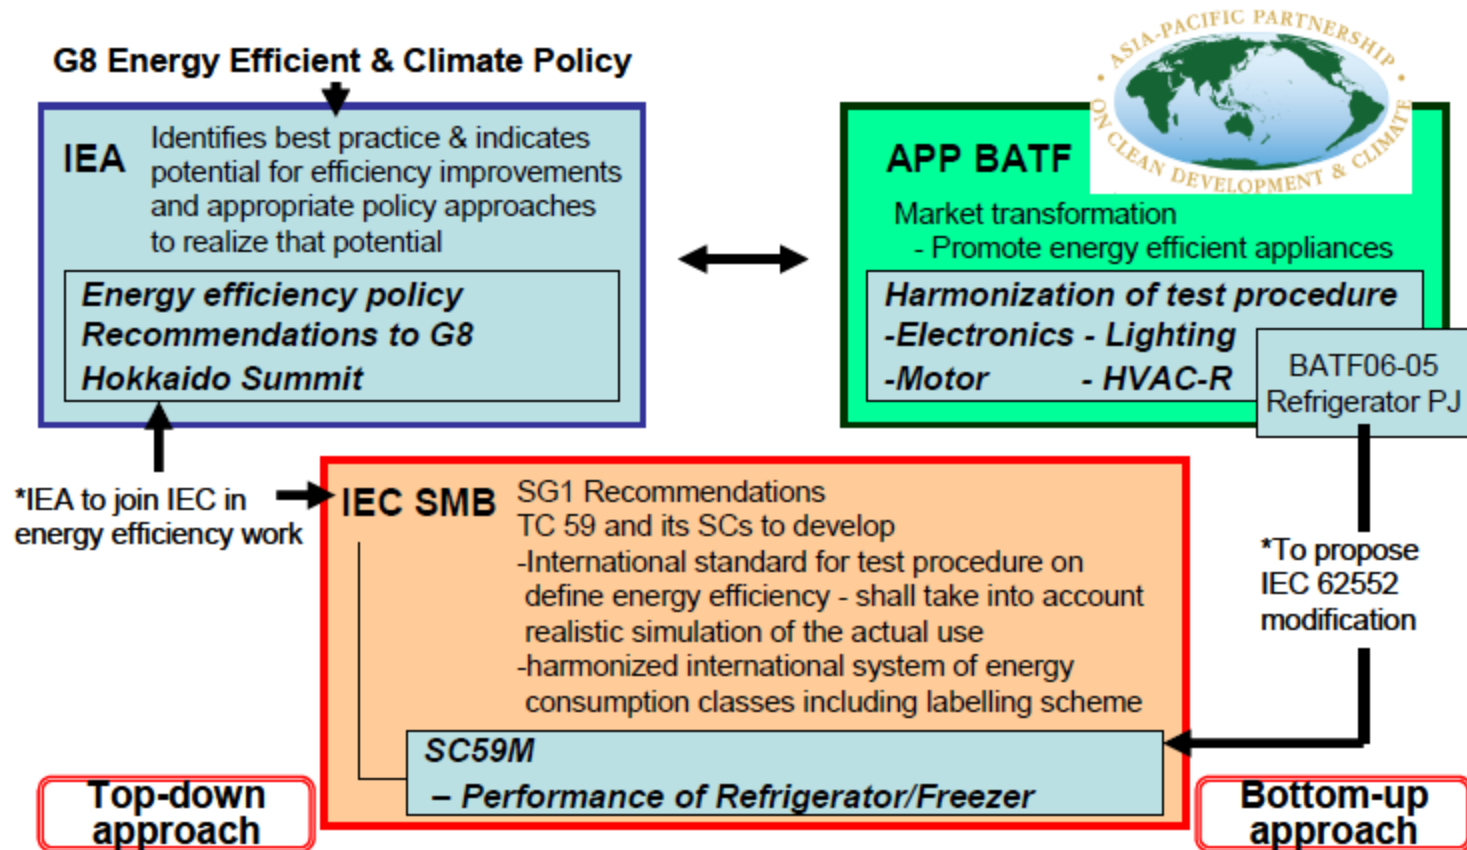 G8 Energy Efficient & Climate Policy
IEA
Identifies best practice & indicates
potential for efficiency improvements
and appropriate policy approaches
to realize that potential
Energy efficiency policy
Recommendations to G8
Hokkaido Summit
• ASIA-PACIFIC PARTNERSHIP •
ON CLEAN DEVELOPMENT & CLIMATE
APP BATF
Market transformation
- Promote energy efficient appliances
Harmonization of test procedure
-Electronics - Lighting
-Motor - HVAC-R
BATF06-05
Refrigerator PJ
*IEA to join IEC in
energy efficiency work
IEC SMB
SG1 Recommendations
TC 59 and its SCs to develop
-International standard for test procedure on
define energy efficiency - shall take into account
realistic simulation of the actual use
-harmonized international system of energy
consumption classes including labelling scheme
SC59M
– Performance of Refrigerator/Freezer
*To propose
IEC 62552
modification
Top-down
approach
Bottom-up
approach